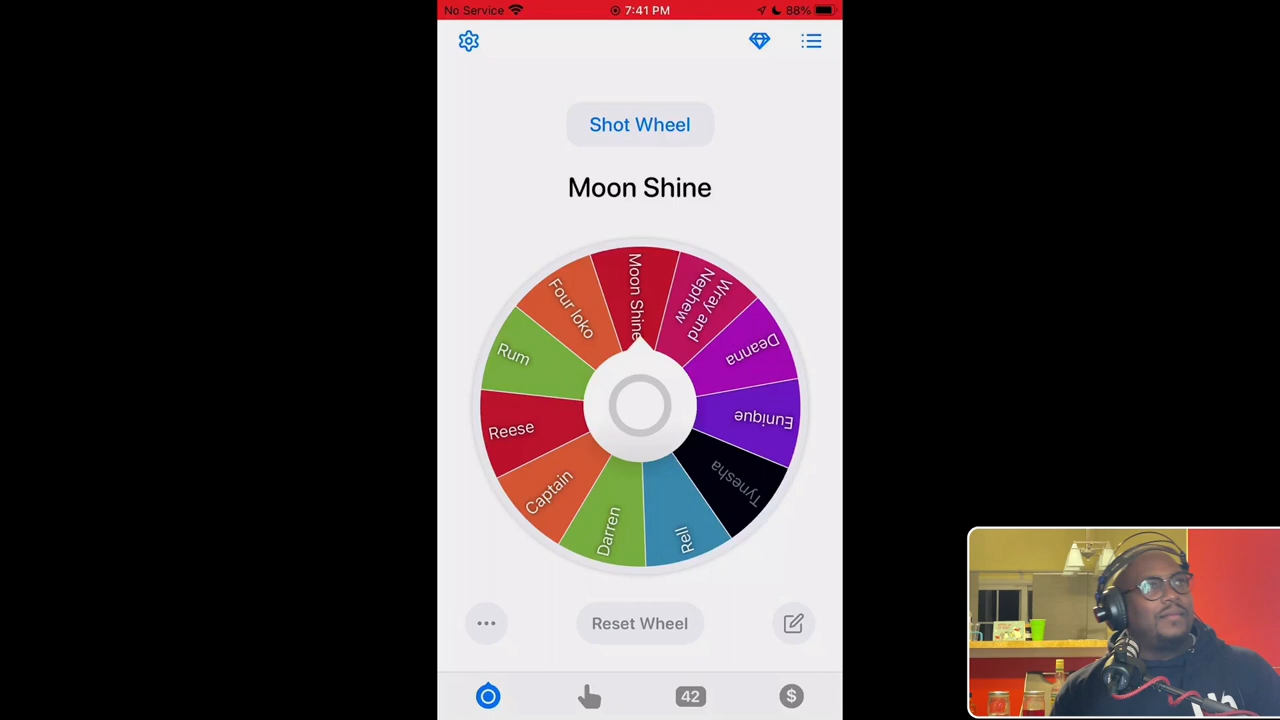 No Service 7:41 PM 88%
Shot Wheel
Moon Shine
Moon Shine
Wray and
Nephew
Deanna
Eunique
Tynesha
Rell
Darren
Captain
Reese
Rum
Four loko
Reset Wheel
42
$